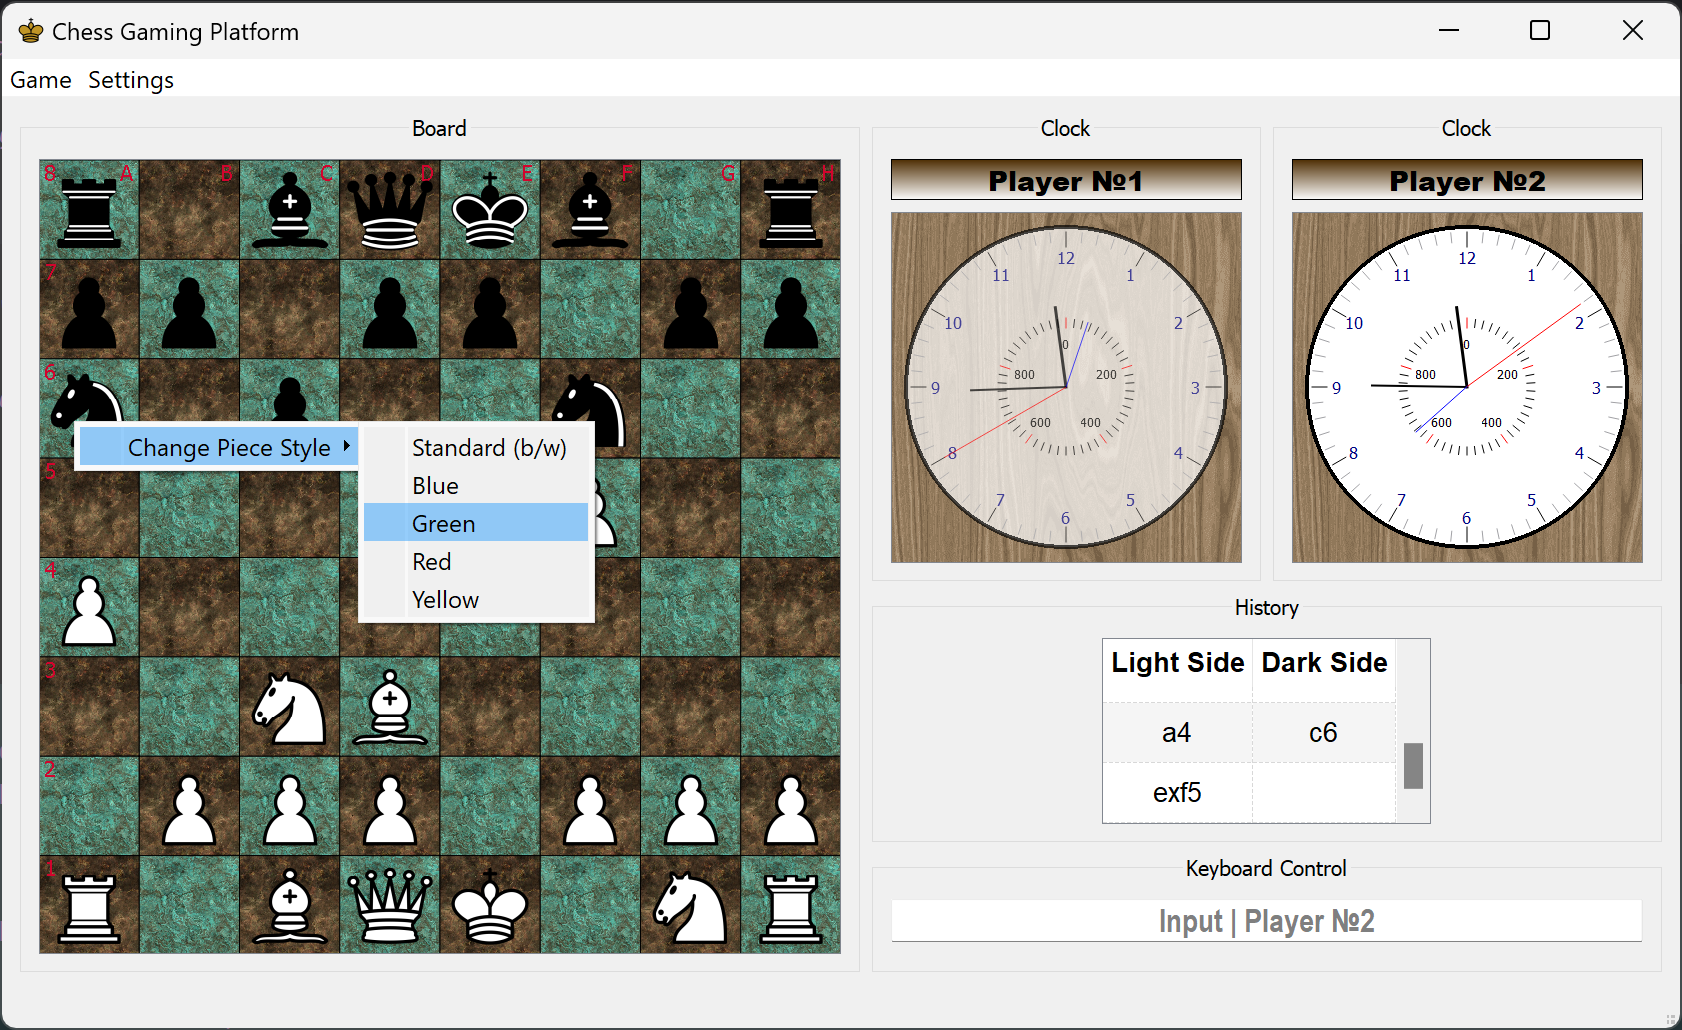 Chess Gaming Platform
Game Settings
Board
8 A B C D E F G H
7
6
5
4
3
2
1
Change Piece Style
Standard (b/w)
Blue
Green
Red
Yellow
Clock
Player №1
12
1
2
3
4
5
6
7
8
9
10
11
0
200
400
600
800
Clock
Player №2
12
1
2
3
4
5
6
7
8
9
10
11
0
200
400
600
800
History
Light Side Dark Side
a4 c6
exf5
Keyboard Control
Input | Player №2